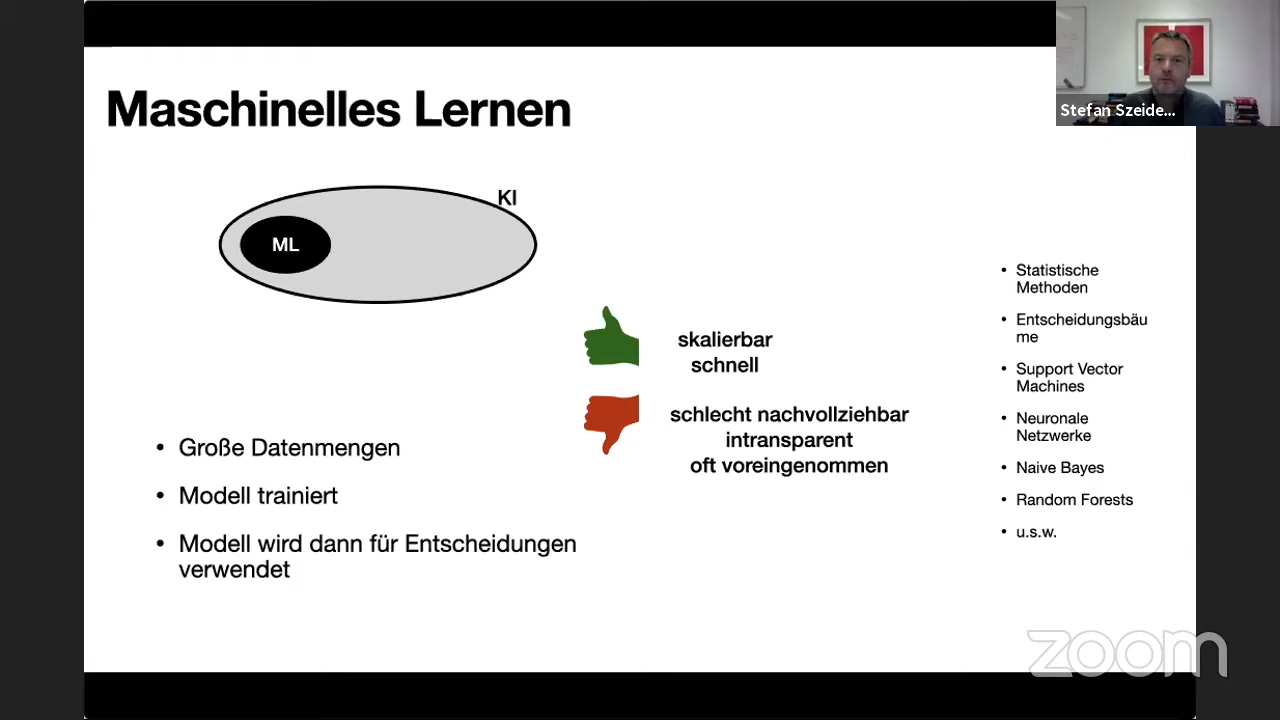 Maschinelles Lernen
Stefan Szeide...
KI
ML
skalierbar
schnell
schlecht nachvollziehbar
intransparent
oft voreingenommen
• Große Datenmengen
• Modell trainiert
• Modell wird dann für Entscheidungen
verwendet
• Statistische
Methoden
• Entscheidungsbäu
me
• Support Vector
Machines
• Neuronale
Netzwerke
• Naive Bayes
• Random Forests
• u.s.w.
zoom